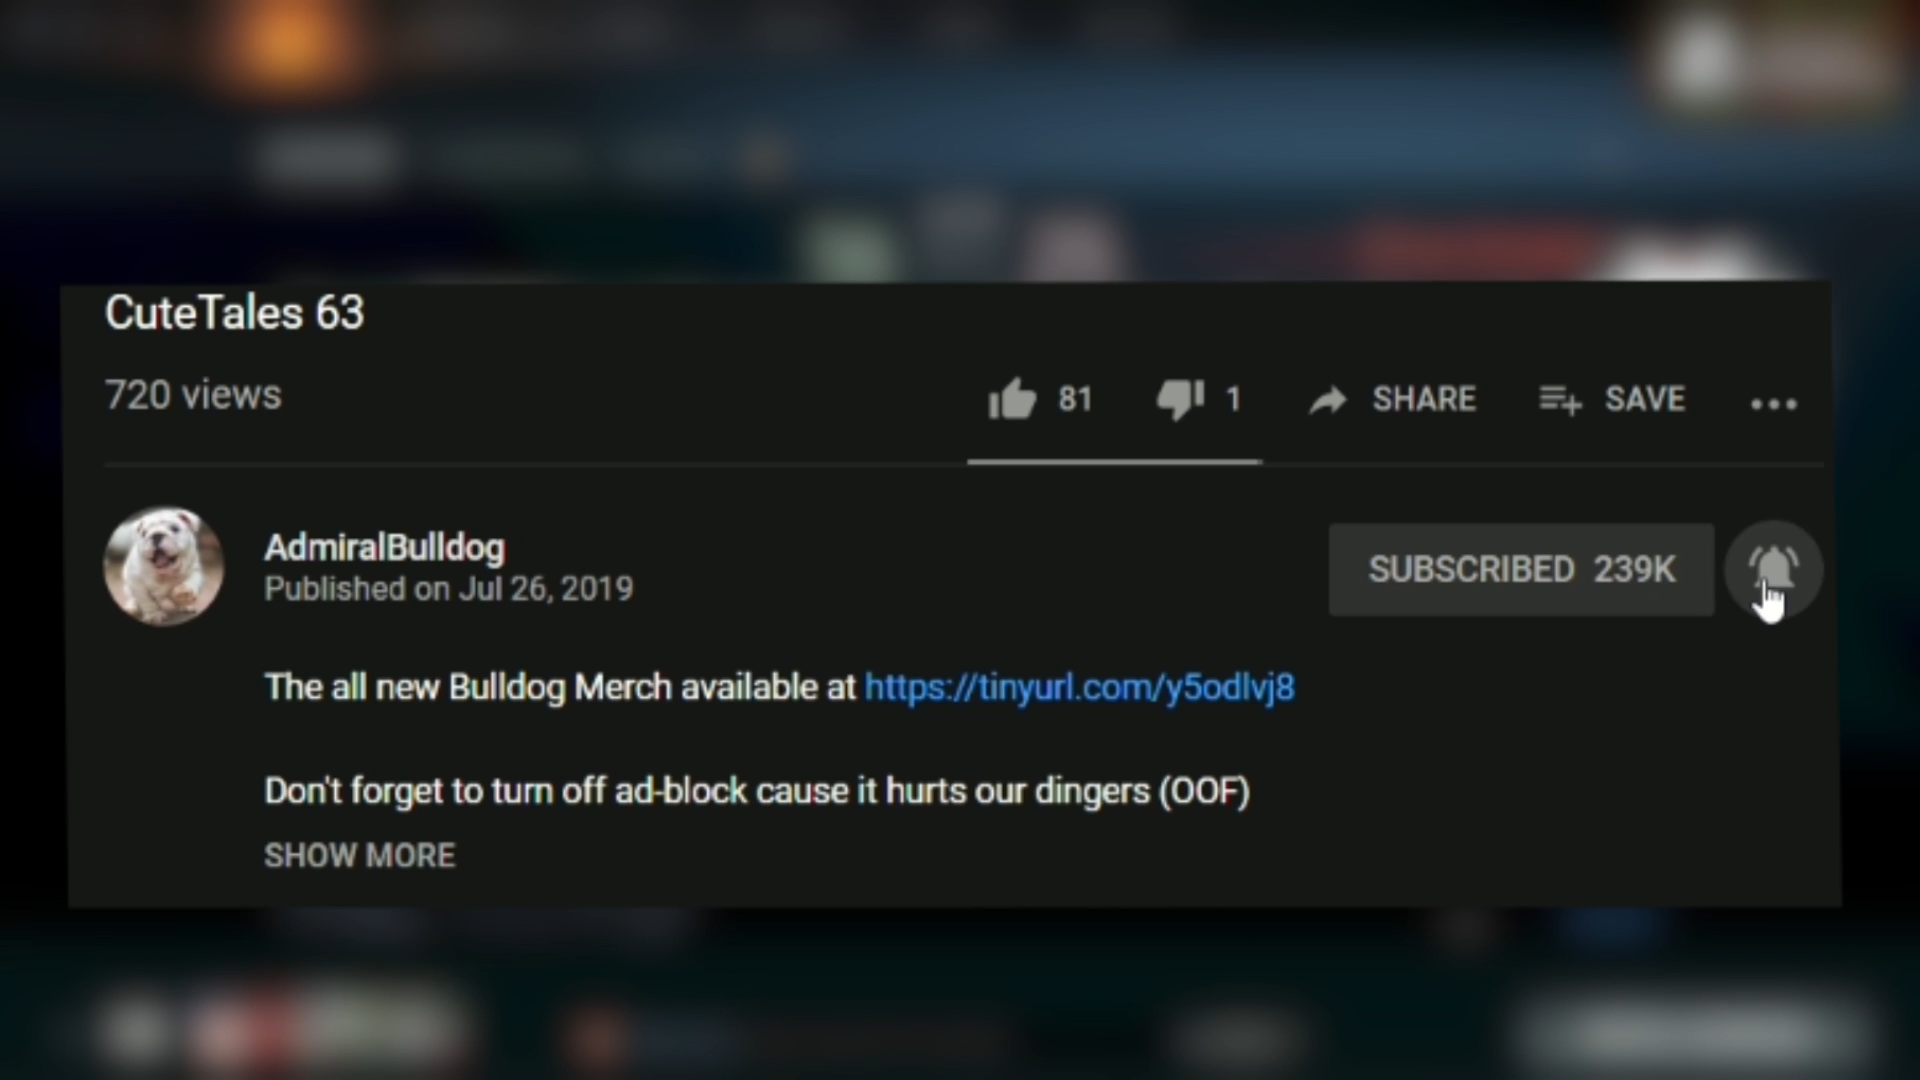 CuteTales 63
720 views
81
1
SHARE
SAVE
AdmiralBulldog
Published on Jul 26, 2019
SUBSCRIBED 239K
The all new Bulldog Merch available at https://tinyurl.com/y5odlvj8
Don't forget to turn off ad-block cause it hurts our dingers (OOF)
SHOW MORE